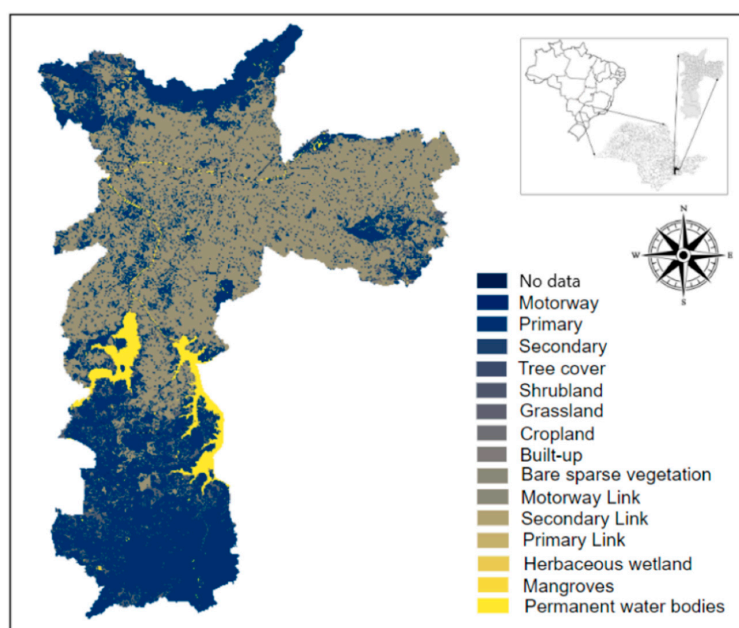 N
W
E
S
No data
Motorway
Primary
Secondary
Tree cover
Shrubland
Grassland
Cropland
Built-up
Bare sparse vegetation
Motorway Link
Secondary Link
Primary Link
Herbaceous wetland
Mangroves
Permanent water bodies